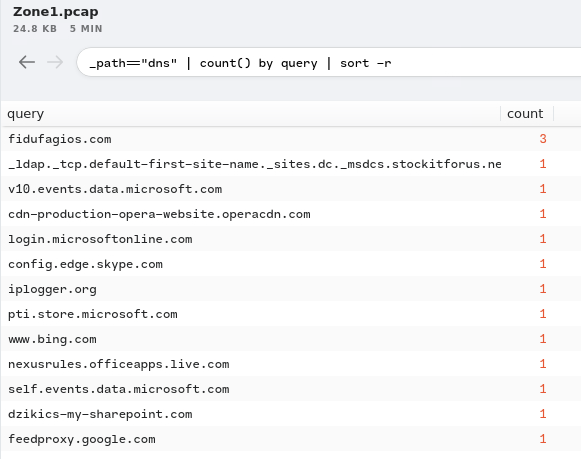 Zone1.pcap
24.8 KB 5 MIN
_path=="dns" | count() by query | sort -r
query count
fidufagios.com 3
_ldap._tcp.default-first-site-name._sites.dc._msdcs.stockitforus.ne 1
v10.events.data.microsoft.com 1
cdn-production-opera-website.operacdn.com 1
login.microsoftonline.com 1
config.edge.skype.com 1
iplogger.org 1
pti.store.microsoft.com 1
www.bing.com 1
nexusrules.officeapps.live.com 1
self.events.data.microsoft.com 1
dzikics-my-sharepoint.com 1
feedproxy.google.com 1